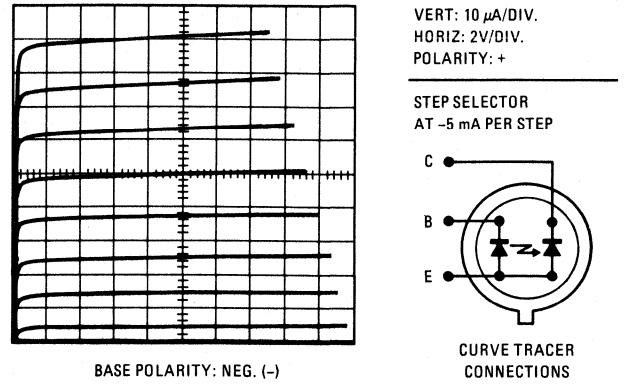 VERT: 10 µA/DIV.
HORIZ: 2V/DIV.
POLARITY: +
STEP SELECTOR
AT –5 mA PER STEP
C
B
E
BASE POLARITY: NEG. (–)
CURVE TRACER
CONNECTIONS